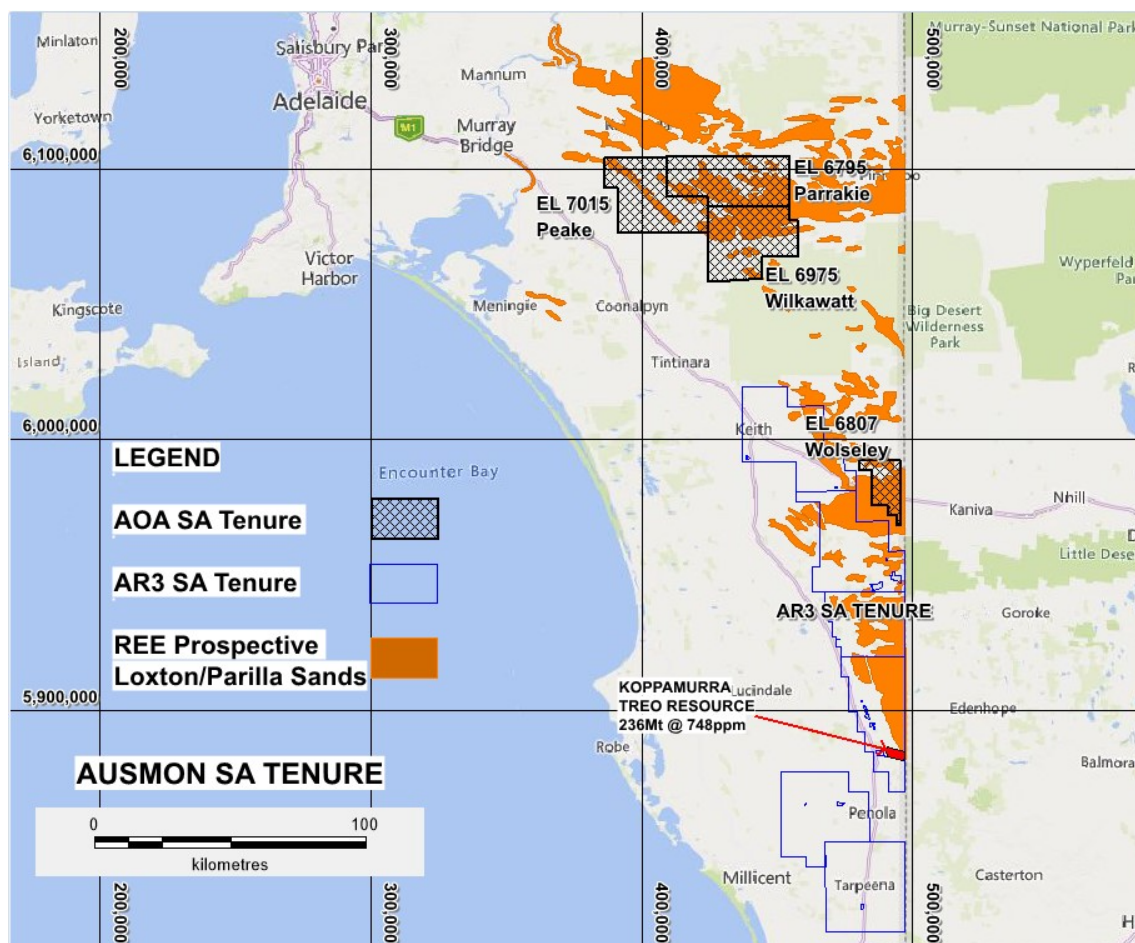 Minlaton
200,000
Salisbury Pa
300,000
400,000
500,000
Murray-Sunset National Park
Mannum
Adelaide
Yorketown
M1
Murray
Bridge
6,100,000
EL 6795
Parrakie
EL 7015
Peake
Victor
Harbor
EL 6975
Wilkawatt
Wyperfeld
Pa
Kingscote
Meningie
Coonalpyn
Big Desert
Wilderness
Park
Island
Tintinara
6,000,000
Keith
EL 6807
Wolseley
LEGEND
Encounter Bay
Kaniva
Nhill
AOA SA Tenure
Little Dese
AR3 SA Tenure
AR3 SA TENURE
Goroke
REE Prospective
Loxton/Parilla Sands
KOPPAMURRA
TREO RESOURCE
236Mt @ 748ppm
Lucindale
5,900,000
Edenhope
Robe
AUSMON SA TENURE
Balmora
0 100
kilometres
Penola
Millicent
Tarpeena
Casterton
200,000
300,000
400,000
500,000
H